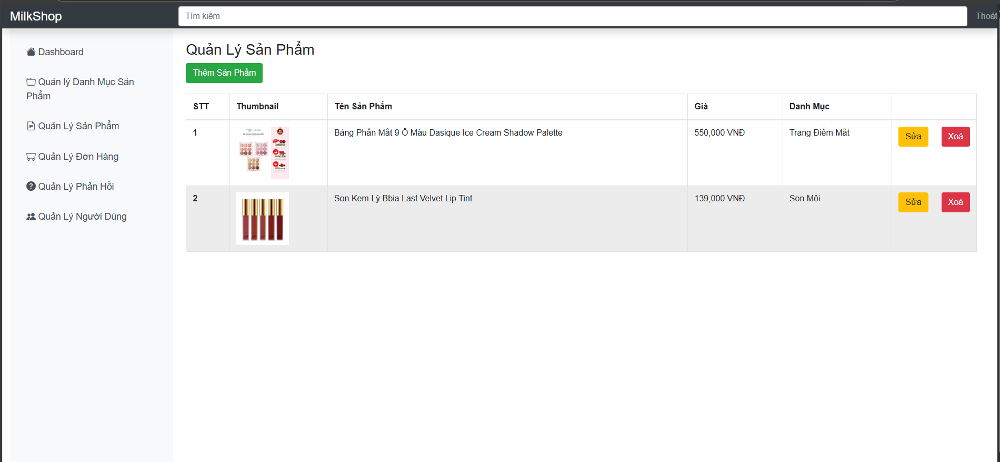 MilkShop
Tìm kiếm
Thoát
Dashboard
Quản lý Danh Mục Sản
Phẩm
Quản Lý Sản Phẩm
Quản Lý Đơn Hàng
Quản Lý Phản Hồi
Quản Lý Người Dùng
Quản Lý Sản Phẩm
Thêm Sản Phẩm
STT Thumbnail Tên Sản Phẩm Giá Danh Mục
1 Bảng Phấn Mắt 9 Ô Màu Dasique Ice Cream Shadow Palette 550,000 VNĐ Trang Điểm Mắt Sửa Xoá
2 Son Kem Lỳ Bbia Last Velvet Lip Tint 139,000 VNĐ Son Môi Sửa Xoá